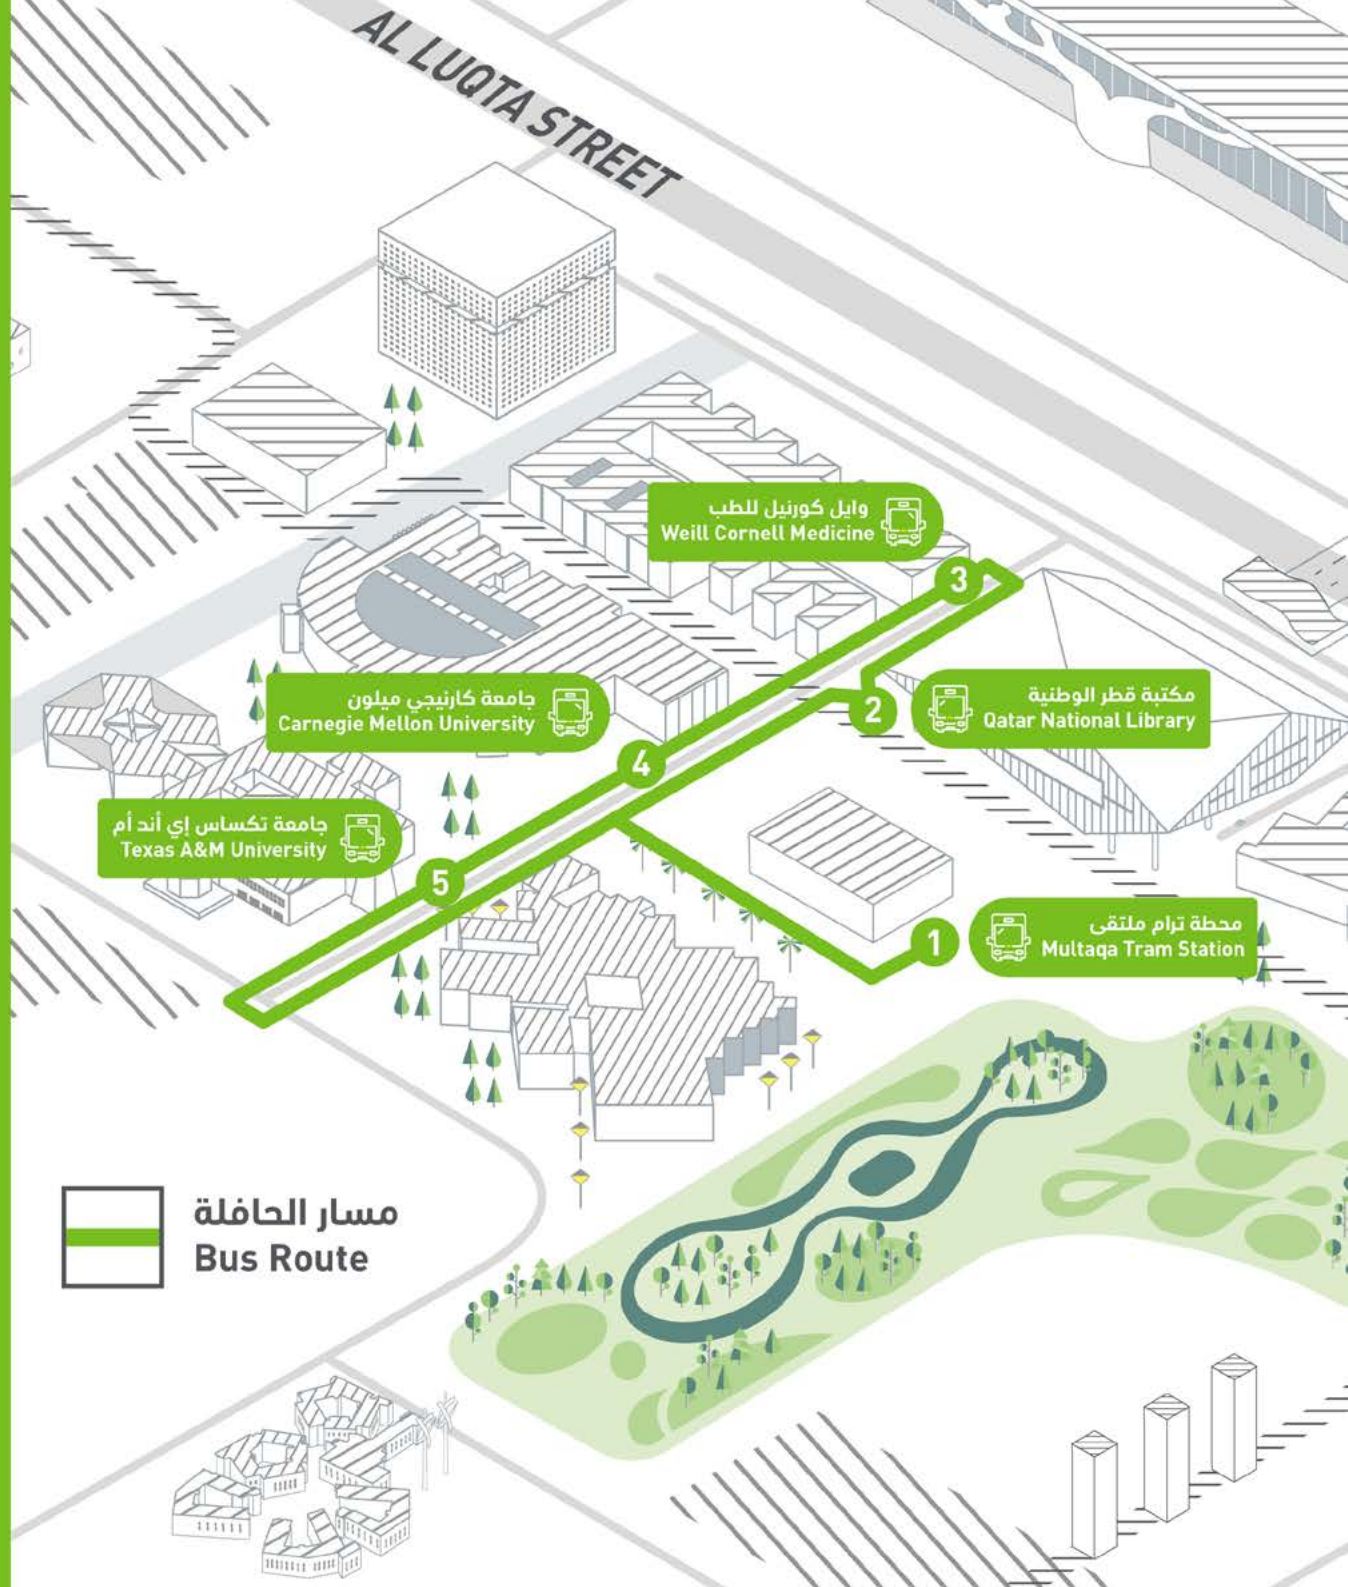 AL LUQTA STREET
وايل كورنيل للطب
Weill Cornell Medicine
3
جامعة كارنيجي ميلون
Carnegie Mellon University
مكتبة قطر الوطنية
Qatar National Library
2
4
جامعة تكساس إي أند أم
Texas A&M University
5
محطة ترام ملتقى
Multaqa Tram Station
1
مسار الحافلة
Bus Route